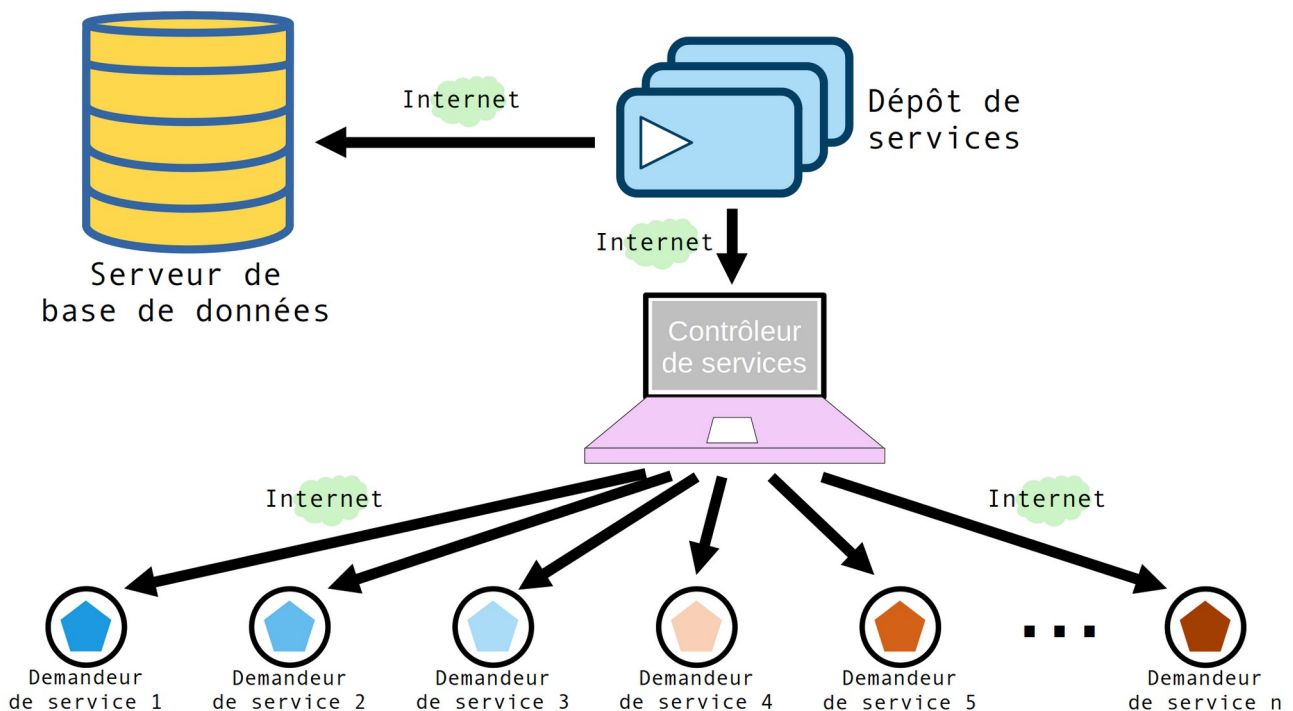 Internet
Dépôt de
services
Internet
Serveur de
base de données
Contrôleur
de services
Internet
Internet
Demandeur
de service 1
Demandeur
de service 2
Demandeur
de service 3
Demandeur
de service 4
Demandeur
de service 5
...
Demandeur
de service n